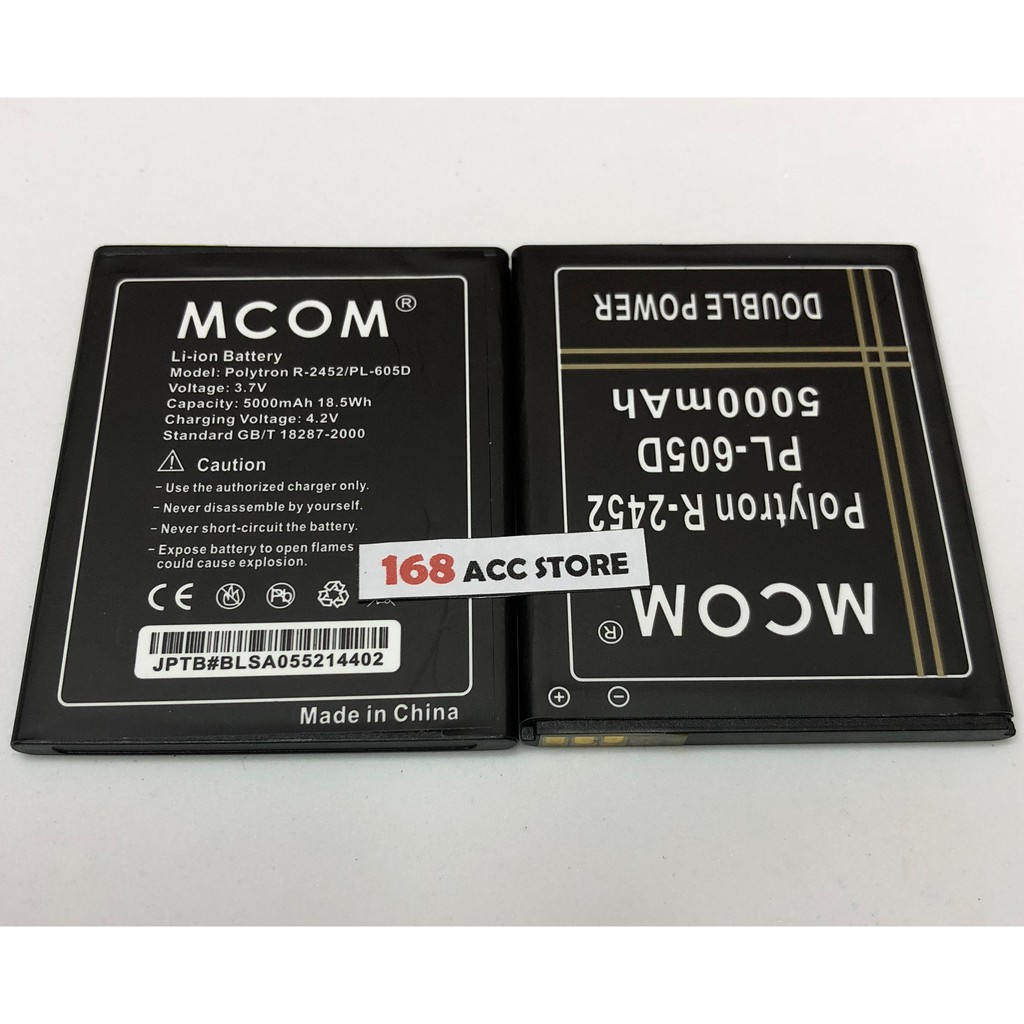 MCOM®
Li-ion Battery
Model: Polytron R-2452/PL-605D
Voltage: 3.7V
Capacity: 5000mAh 18.5Wh
Charging Voltage: 4.2V
Standard GB/T 18287-2000
Caution
- Use the authorized charger only.
- Never disassemble by yourself.
- Never short-circuit the battery.
- Expose battery to open flames
could cause explosion.
CE Pb
JPTB#BLSA055214402
Made in China
168 ACC STORE
MCOM®
Polytron R-2452
PL-605D
5000mAh
DOUBLE POWER
+ -